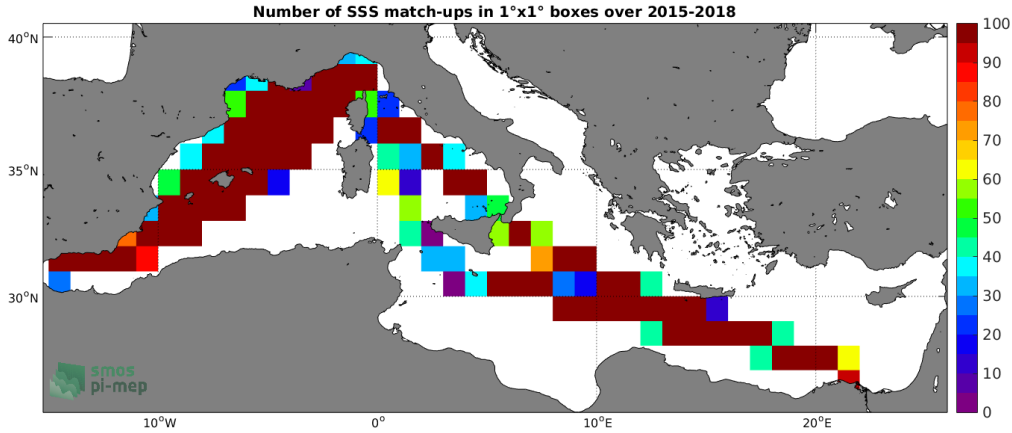 Number of SSS match-ups in 1°x1° boxes over 2015-2018
40°N
35°N
30°N
10°W
0°
10°E
20°E
100
90
80
70
60
50
40
30
20
10
0
smos
pi-mep